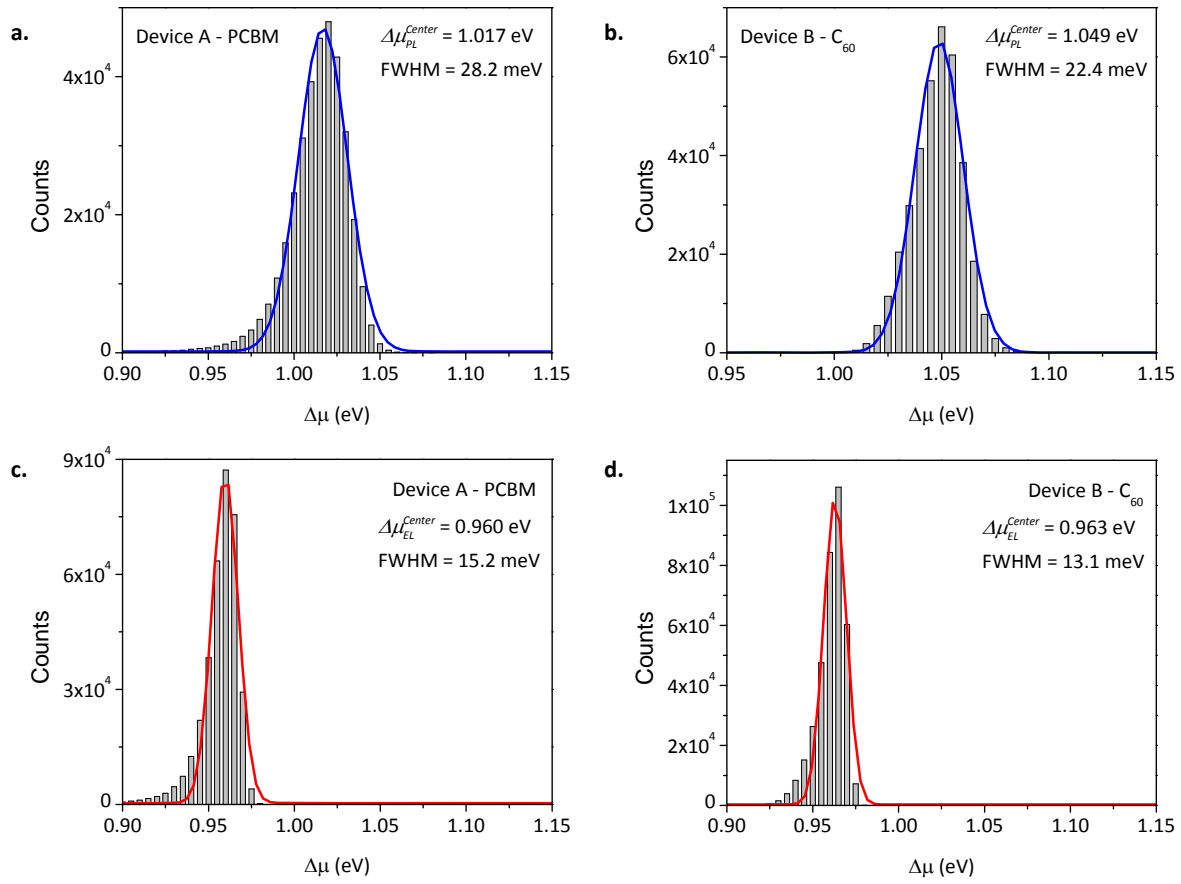 a.
Device A - PCBM
Δμ_PL^Center = 1.017 eV
FWHM = 28.2 meV
4x10^4
2x10^4
0
Counts
0.90 0.95 1.00 1.05 1.10 1.15
Δμ (eV)
b.
Device B - C_60
Δμ_PL^Center = 1.049 eV
FWHM = 22.4 meV
6x10^4
4x10^4
2x10^4
0
Counts
0.95 1.00 1.05 1.10 1.15
Δμ (eV)
c.
Device A - PCBM
Δμ_EL^Center = 0.960 eV
FWHM = 15.2 meV
9x10^4
6x10^4
3x10^4
0
Counts
0.90 0.95 1.00 1.05 1.10 1.15
Δμ (eV)
d.
Device B - C_60
Δμ_EL^Center = 0.963 eV
FWHM = 13.1 meV
1x10^5
8x10^4
6x10^4
4x10^4
2x10^4
0
Counts
0.90 0.95 1.00 1.05 1.10 1.15
Δμ (eV)